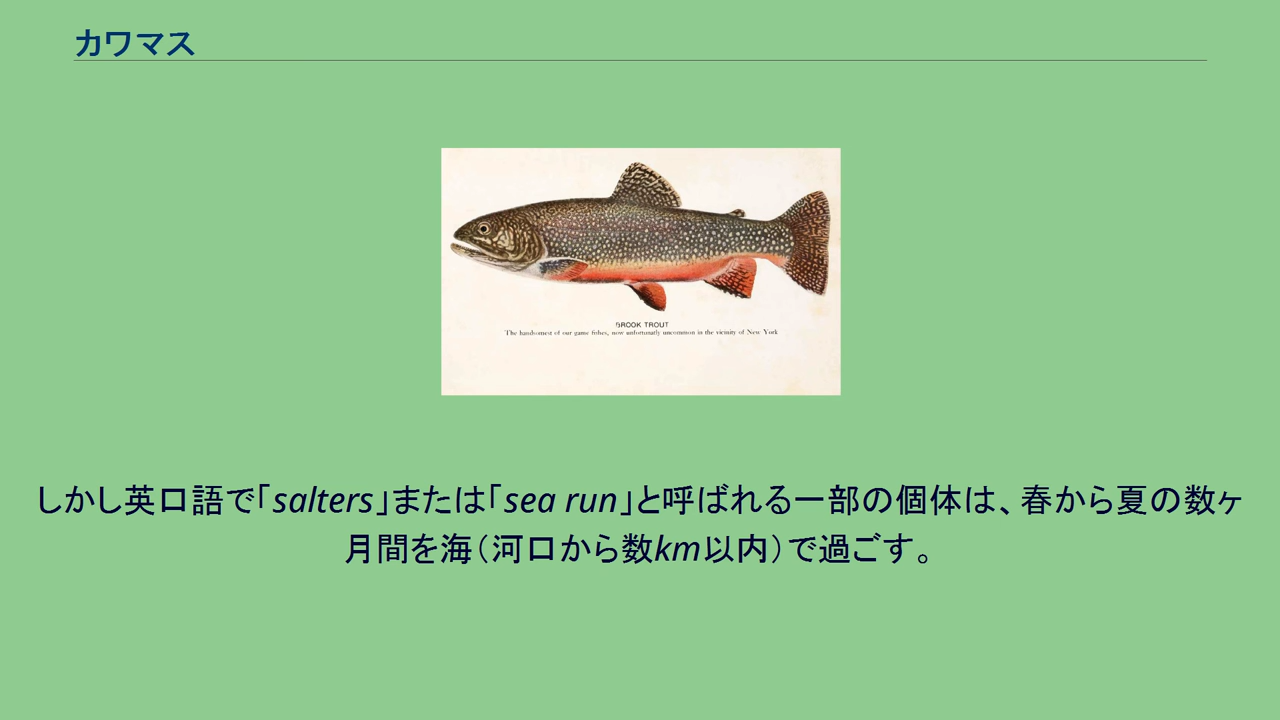 カワマス
BROOK TROUT
The handsomest of our game fishes, now unfortunatly uncommon in the vicinity of New York
しかし英口語で「salters」または「sea run」と呼ばれる一部の個体は、春から夏の数ヶ
月間を海（河口から数km以内）で過ごす。